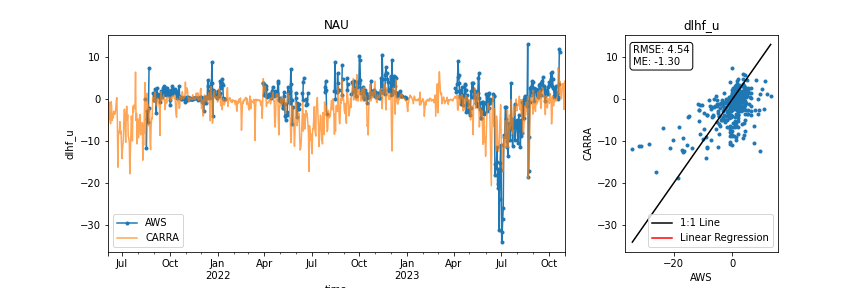 NAU
dlhf_u
10
0
−10
−20
−30
dlhf_u
AWS
CARRA
Jul
Oct
Jan
2022
Apr
Jul
Oct
Jan
2023
Apr
Jul
Oct
time
dlhf_u
RMSE: 4.54
ME: -1.30
10
0
−10
−20
−30
CARRA
1:1 Line
Linear Regression
−20
0
AWS